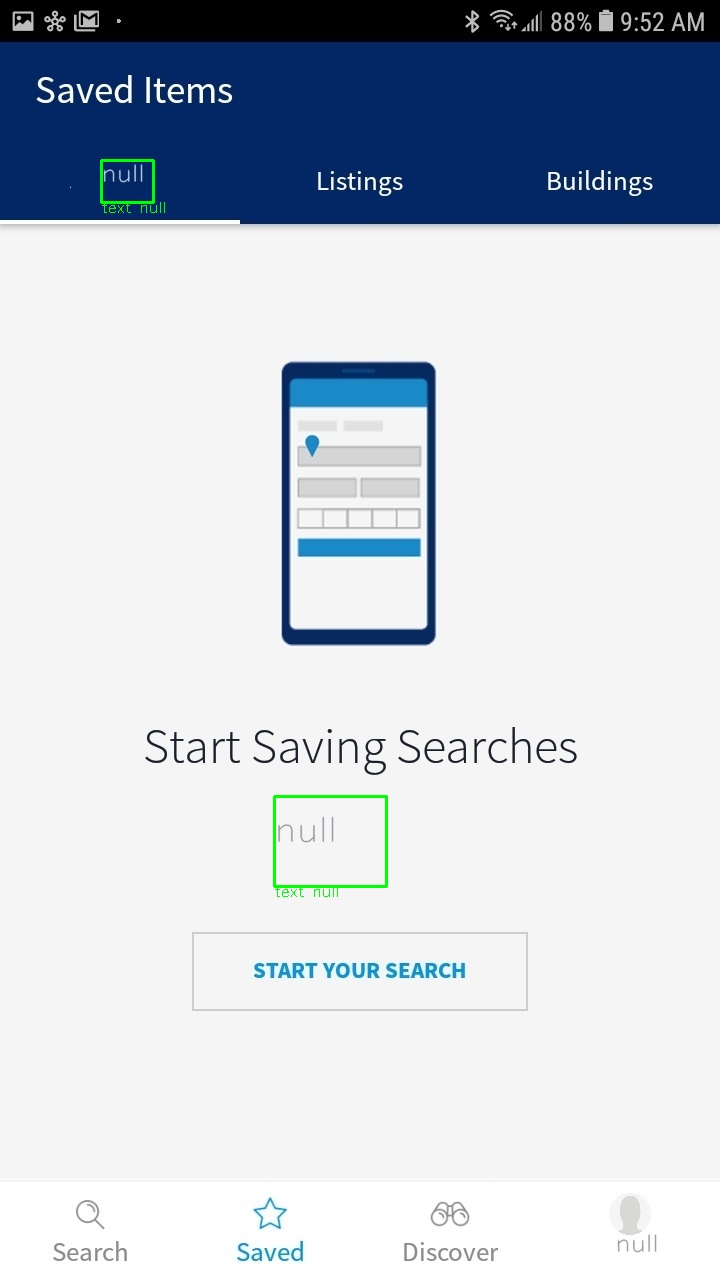 88% 9:52 AM
Saved Items
null Listings Buildings
text null
Start Saving Searches
null
text null
START YOUR SEARCH
Search Saved Discover null